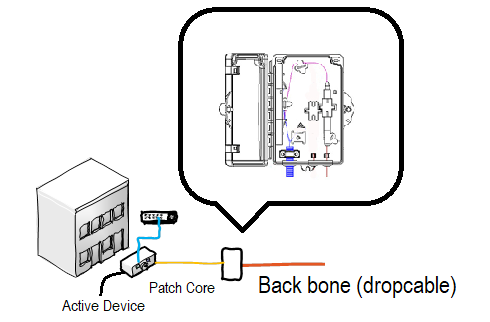 Back bone (dropcable)
Patch Core
Active Device